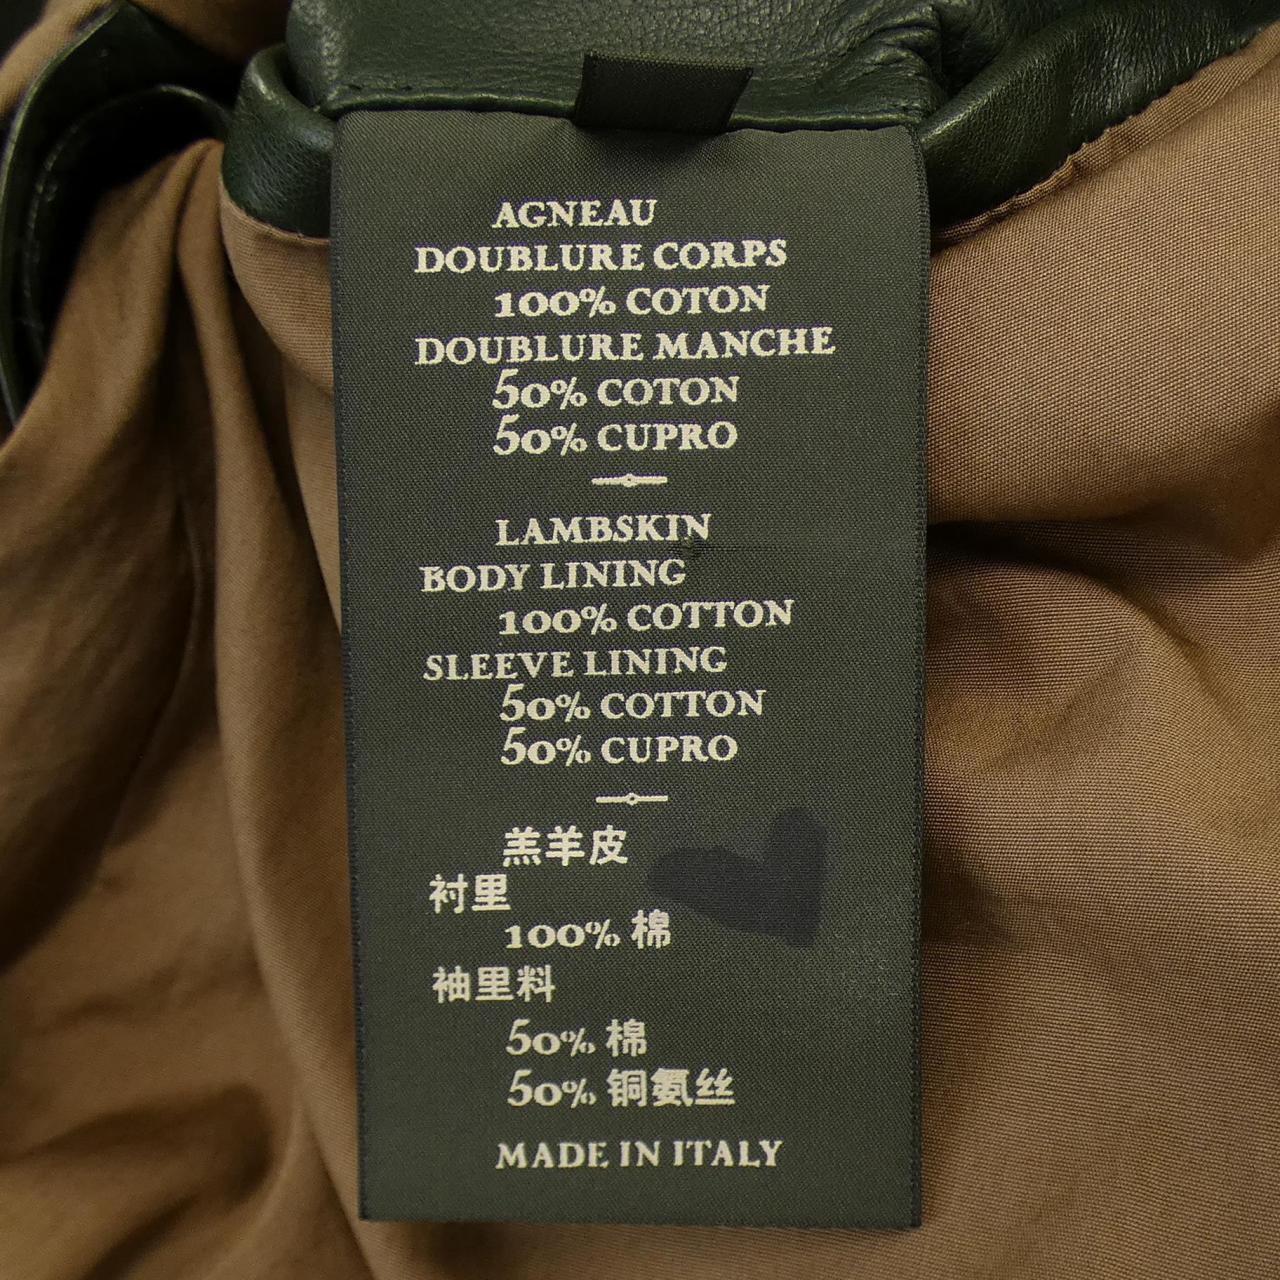 AGNEAU
DOUBLURE CORPS
100% COTON
DOUBLURE MANCHE
50% COTON
50% CUPRO
LAMBSKIN
BODY LINING
100% COTTON
SLEEVE LINING
50% COTTON
50% CUPRO
羔羊皮
衬里
100% 棉
袖里料
50% 棉
50% 铜氨丝
MADE IN ITALY